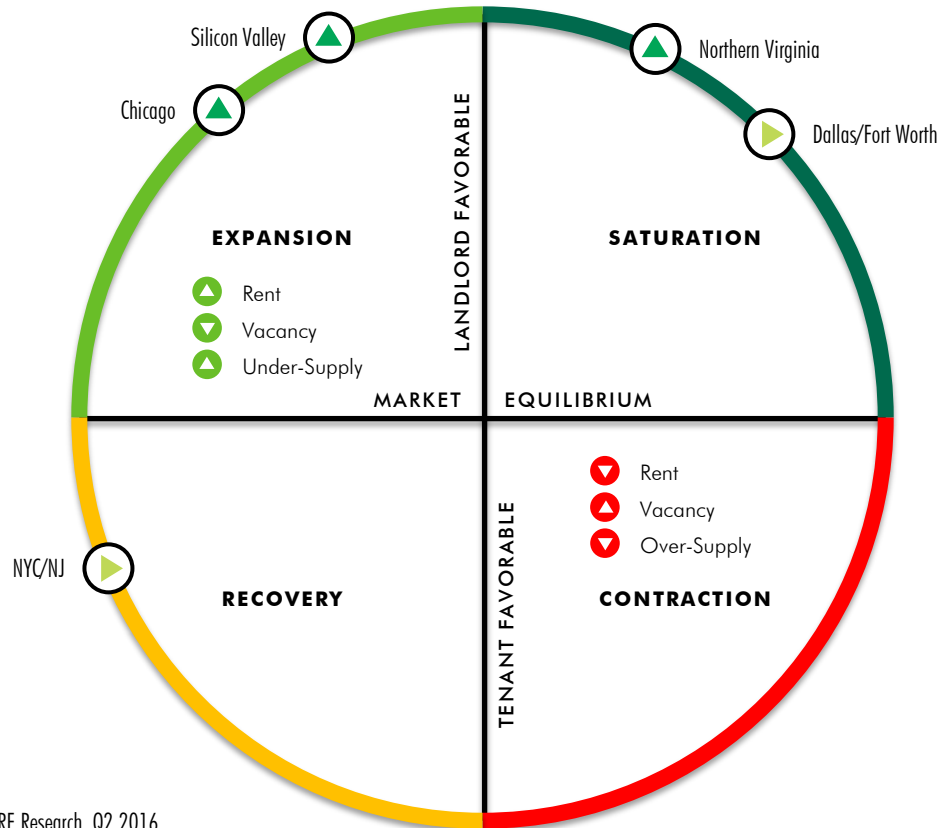 Silicon Valley
Northern Virginia
Chicago
Dallas/Fort Worth
LANDLORD FAVORABLE
EXPANSION
SATURATION
Rent
Vacancy
Under-Supply
MARKET EQUILIBRIUM
Rent
Vacancy
Over-Supply
TENANT FAVORABLE
NYC/NJ
RECOVERY
CONTRACTION
Research, Q2 2016